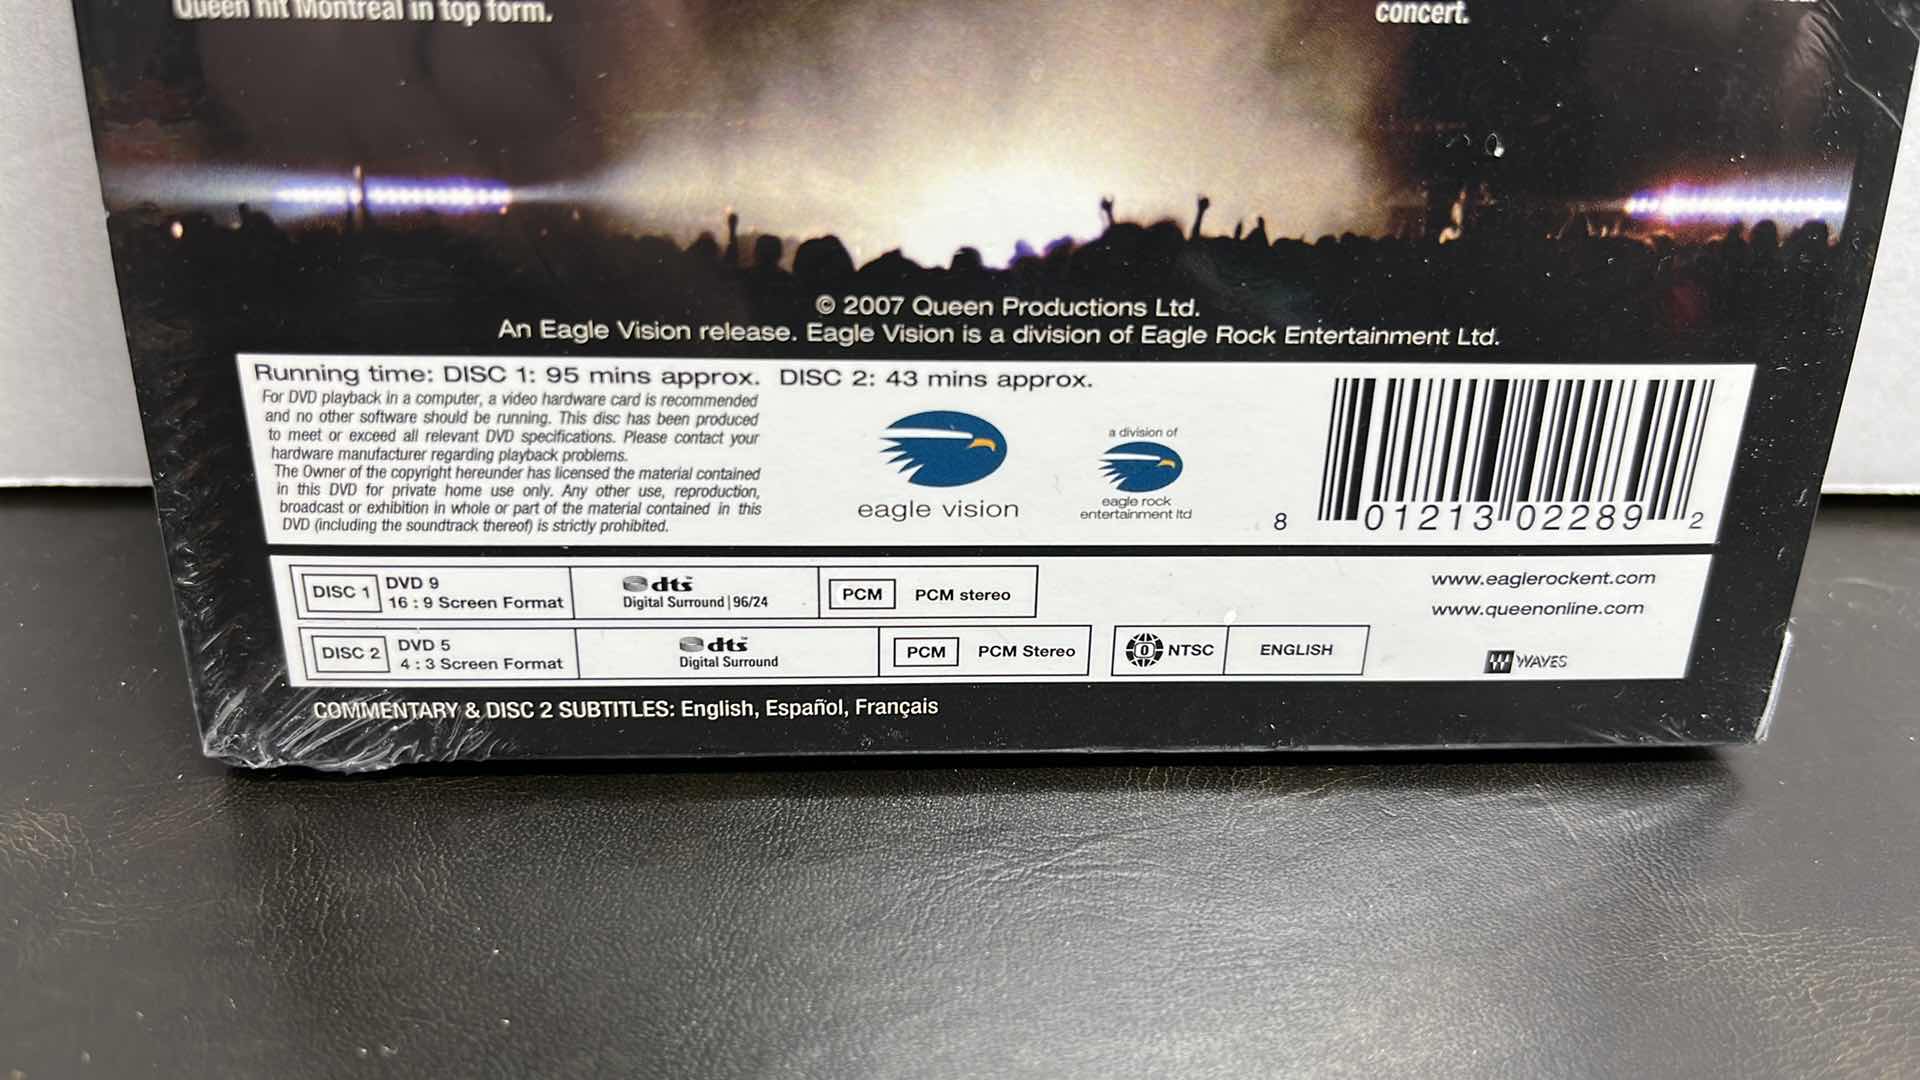 Queen hit Montreal in top form.
concert.
© 2007 Queen Productions Ltd.
An Eagle Vision release. Eagle Vision is a division of Eagle Rock Entertainment Ltd.
Running time: DISC 1: 95 mins approx. DISC 2: 43 mins approx.
For DVD playback in a computer, a video hardware card is recommended
and no other software should be running. This disc has been produced
to meet or exceed all relevant DVD specifications. Please contact your
hardware manufacturer regarding playback problems.
The Owner of the copyright hereunder has licensed the material contained
in this DVD for private home use only. Any other use, reproduction,
broadcast or exhibition in whole or part of the material contained in this
DVD (including the soundtrack thereof) is strictly prohibited.
eagle vision
a division of
eagle rock
entertainment ltd
8 01213 02289 2
DISC 1
DVD 9
16 : 9 Screen Format
dts
Digital Surround | 96/24
PCM
PCM stereo
www.eaglerockent.com
www.queenonline.com
DISC 2
DVD 5
4 : 3 Screen Format
dts
Digital Surround
PCM
PCM Stereo
0
NTSC
ENGLISH
WAVES
COMMENTARY & DISC 2 SUBTITLES: English, Español, Français